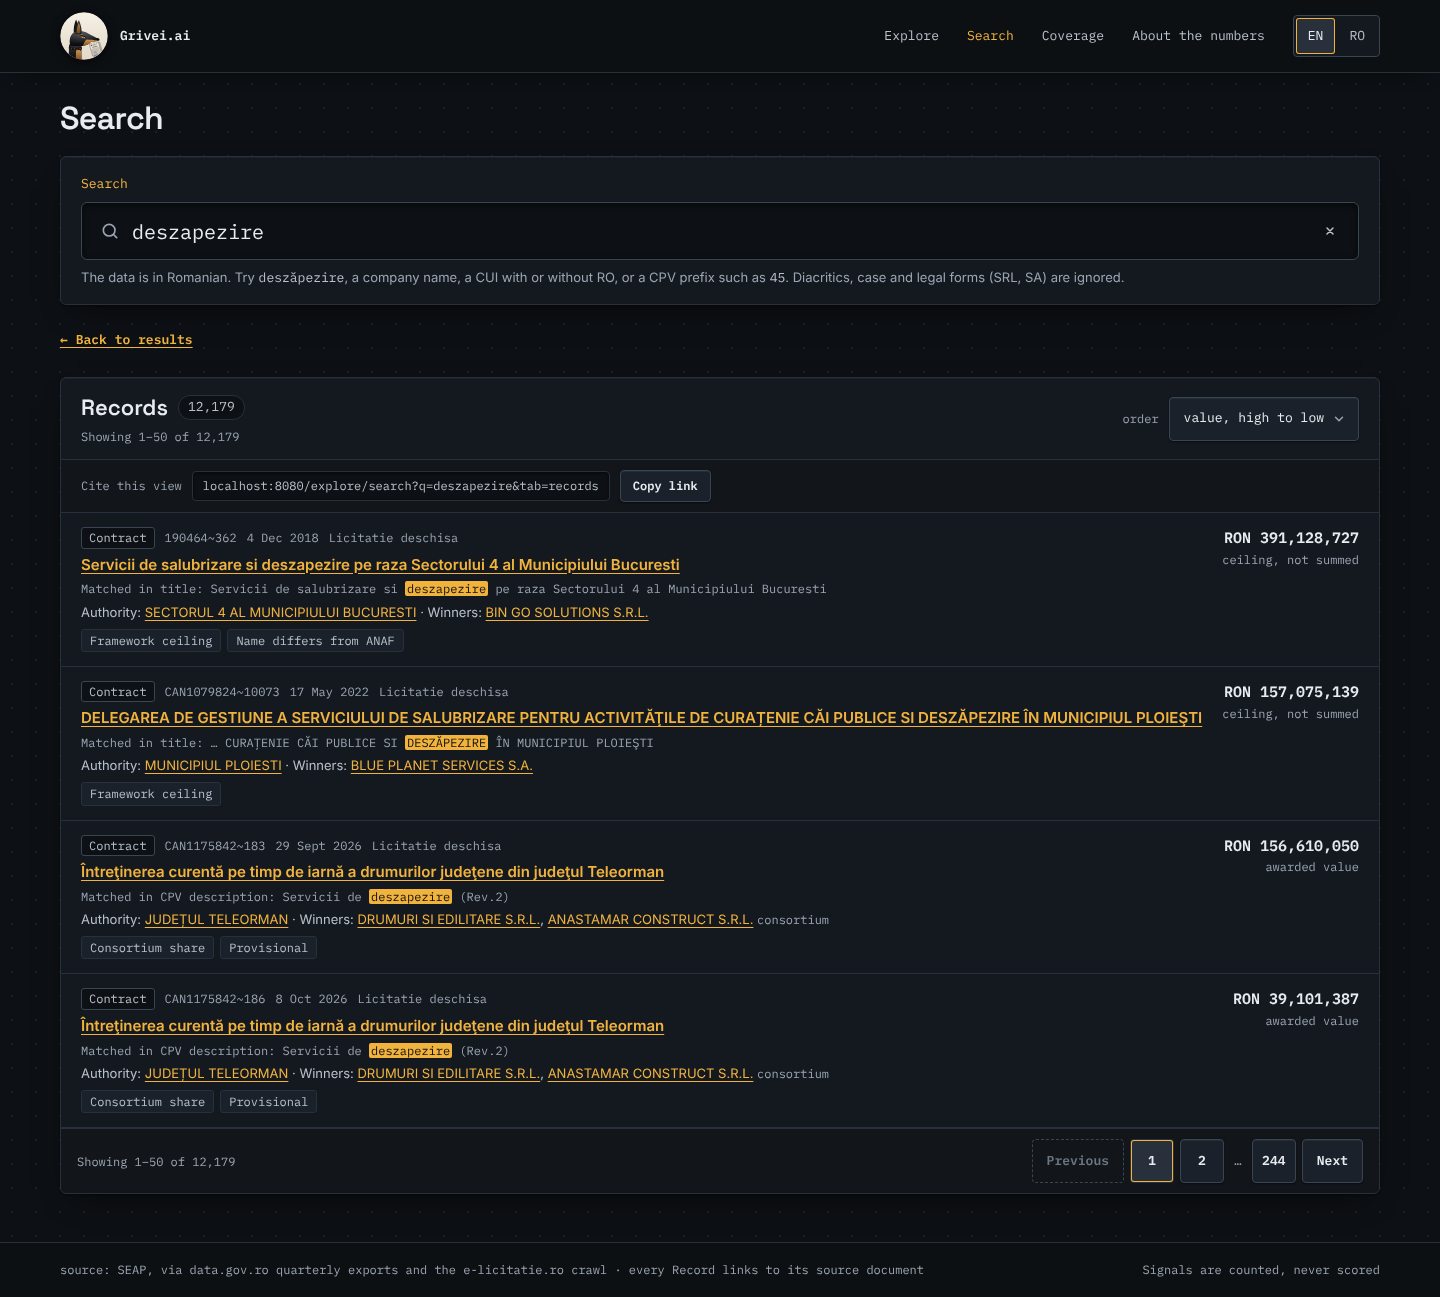 Grivei.ai
Explore Search Coverage About the numbers EN RO
Search
Search
deszapezire ×
The data is in Romanian. Try deszăpezire, a company name, a CUI with or without RO, or a CPV prefix such as 45. Diacritics, case and legal forms (SRL, SA) are ignored.
← Back to results
Records 12,179
Showing 1–50 of 12,179
order value, high to low
Cite this view localhost:8080/explore/search?q=deszapezire&tab=records Copy link
Contract 190464~362 4 Dec 2018 Licitatie deschisa RON 391,128,727
ceiling, not summed
Servicii de salubrizare si deszapezire pe raza Sectorului 4 al Municipiului Bucuresti
Matched in title: Servicii de salubrizare si deszapezire pe raza Sectorului 4 al Municipiului Bucuresti
Authority: SECTORUL 4 AL MUNICIPIULUI BUCURESTI · Winners: BIN GO SOLUTIONS S.R.L.
Framework ceiling Name differs from ANAF
Contract CAN1079824~10073 17 May 2022 Licitatie deschisa RON 157,075,139
ceiling, not summed
DELEGAREA DE GESTIUNE A SERVICIULUI DE SALUBRIZARE PENTRU ACTIVITĂŢILE DE CURAŢENIE CĂI PUBLICE SI DESZĂPEZIRE ÎN MUNICIPIUL PLOIEŞTI
Matched in title: … CURAŢENIE CĂI PUBLICE SI DESZĂPEZIRE ÎN MUNICIPIUL PLOIEŞTI
Authority: MUNICIPIUL PLOIESTI · Winners: BLUE PLANET SERVICES S.A.
Framework ceiling
Contract CAN1175842~183 29 Sept 2026 Licitatie deschisa RON 156,610,050
awarded value
Întreţinerea curentă pe timp de iarnă a drumurilor judeţene din judeţul Teleorman
Matched in CPV description: Servicii de deszapezire (Rev.2)
Authority: JUDEȚUL TELEORMAN · Winners: DRUMURI SI EDILITARE S.R.L., ANASTAMAR CONSTRUCT S.R.L. consortium
Consortium share Provisional
Contract CAN1175842~186 8 Oct 2026 Licitatie deschisa RON 39,101,387
awarded value
Întreţinerea curentă pe timp de iarnă a drumurilor judeţene din judeţul Teleorman
Matched in CPV description: Servicii de deszapezire (Rev.2)
Authority: JUDEȚUL TELEORMAN · Winners: DRUMURI SI EDILITARE S.R.L., ANASTAMAR CONSTRUCT S.R.L. consortium
Consortium share Provisional
Showing 1–50 of 12,179 Previous 1 2 … 244 Next
source: SEAP, via data.gov.ro quarterly exports and the e-licitatie.ro crawl · every Record links to its source document
Signals are counted, never scored